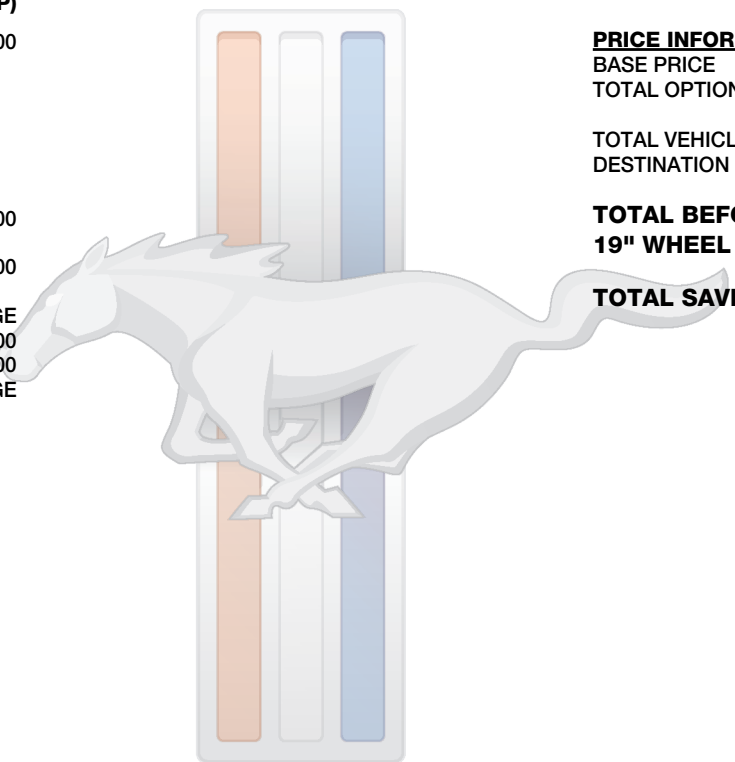 P)
00
00
00
GE
00
00
GE
PRICE INFOR
BASE PRICE
TOTAL OPTION
TOTAL VEHICL
DESTINATION
TOTAL BEFO
19" WHEEL
TOTAL SAVI